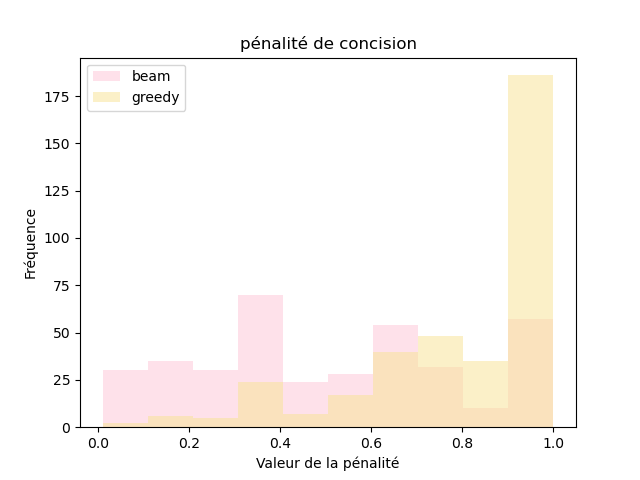 pénalité de concision
beam
greedy
175
150
125
100
75
50
25
0
Fréquence
0.0 0.2 0.4 0.6 0.8 1.0
Valeur de la pénalité